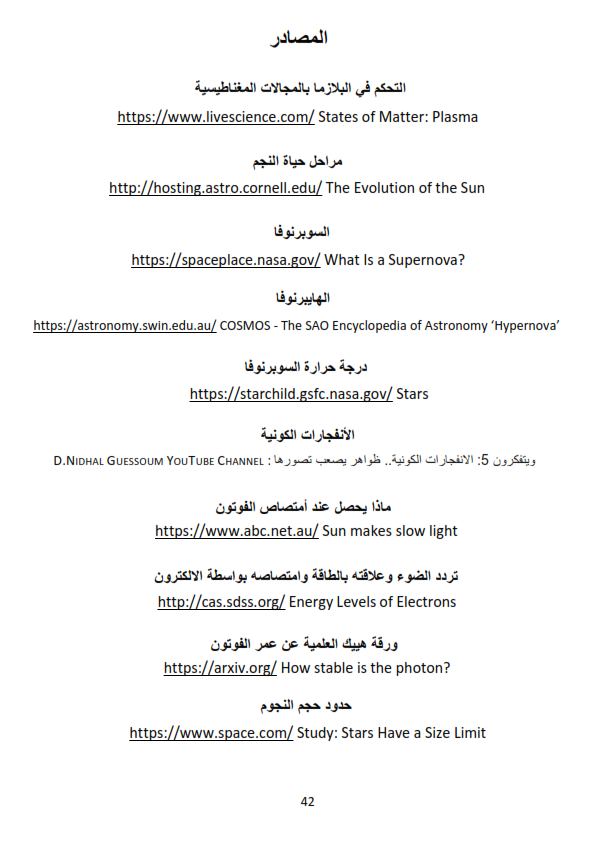 المصادر
التحكم في البلازما بالمجالات المغناطيسية
https://www.livescience.com/ States of Matter: Plasma
مراحل حياة النجم
http://hosting.astro.cornell.edu/ The Evolution of the Sun
السوبرنوفا
https://spaceplace.nasa.gov/ What Is a Supernova?
الهايبرنوفا
https://astronomy.swin.edu.au/ COSMOS - The SAO Encyclopedia of Astronomy ‘Hypernova’
درجة حرارة السوبرنوفا
https://starchild.gsfc.nasa.gov/ Stars
الأنفجارات الكونية
ويتفكرون 5: الانفجارات الكونية.. ظواهر يصعب تصورها : D.NIDHAL GUESSOUM YOUTUBE CHANNEL
ماذا يحصل عند أمتصاص الفوتون
https://www.abc.net.au/ Sun makes slow light
تردد الضوء وعلاقته بالطاقة وامتصاصه بواسطة الالكترون
http://cas.sdss.org/ Energy Levels of Electrons
ورقة هييك العلمية عن عمر الفوتون
https://arxiv.org/ How stable is the photon?
حدود حجم النجوم
https://www.space.com/ Study: Stars Have a Size Limit
42